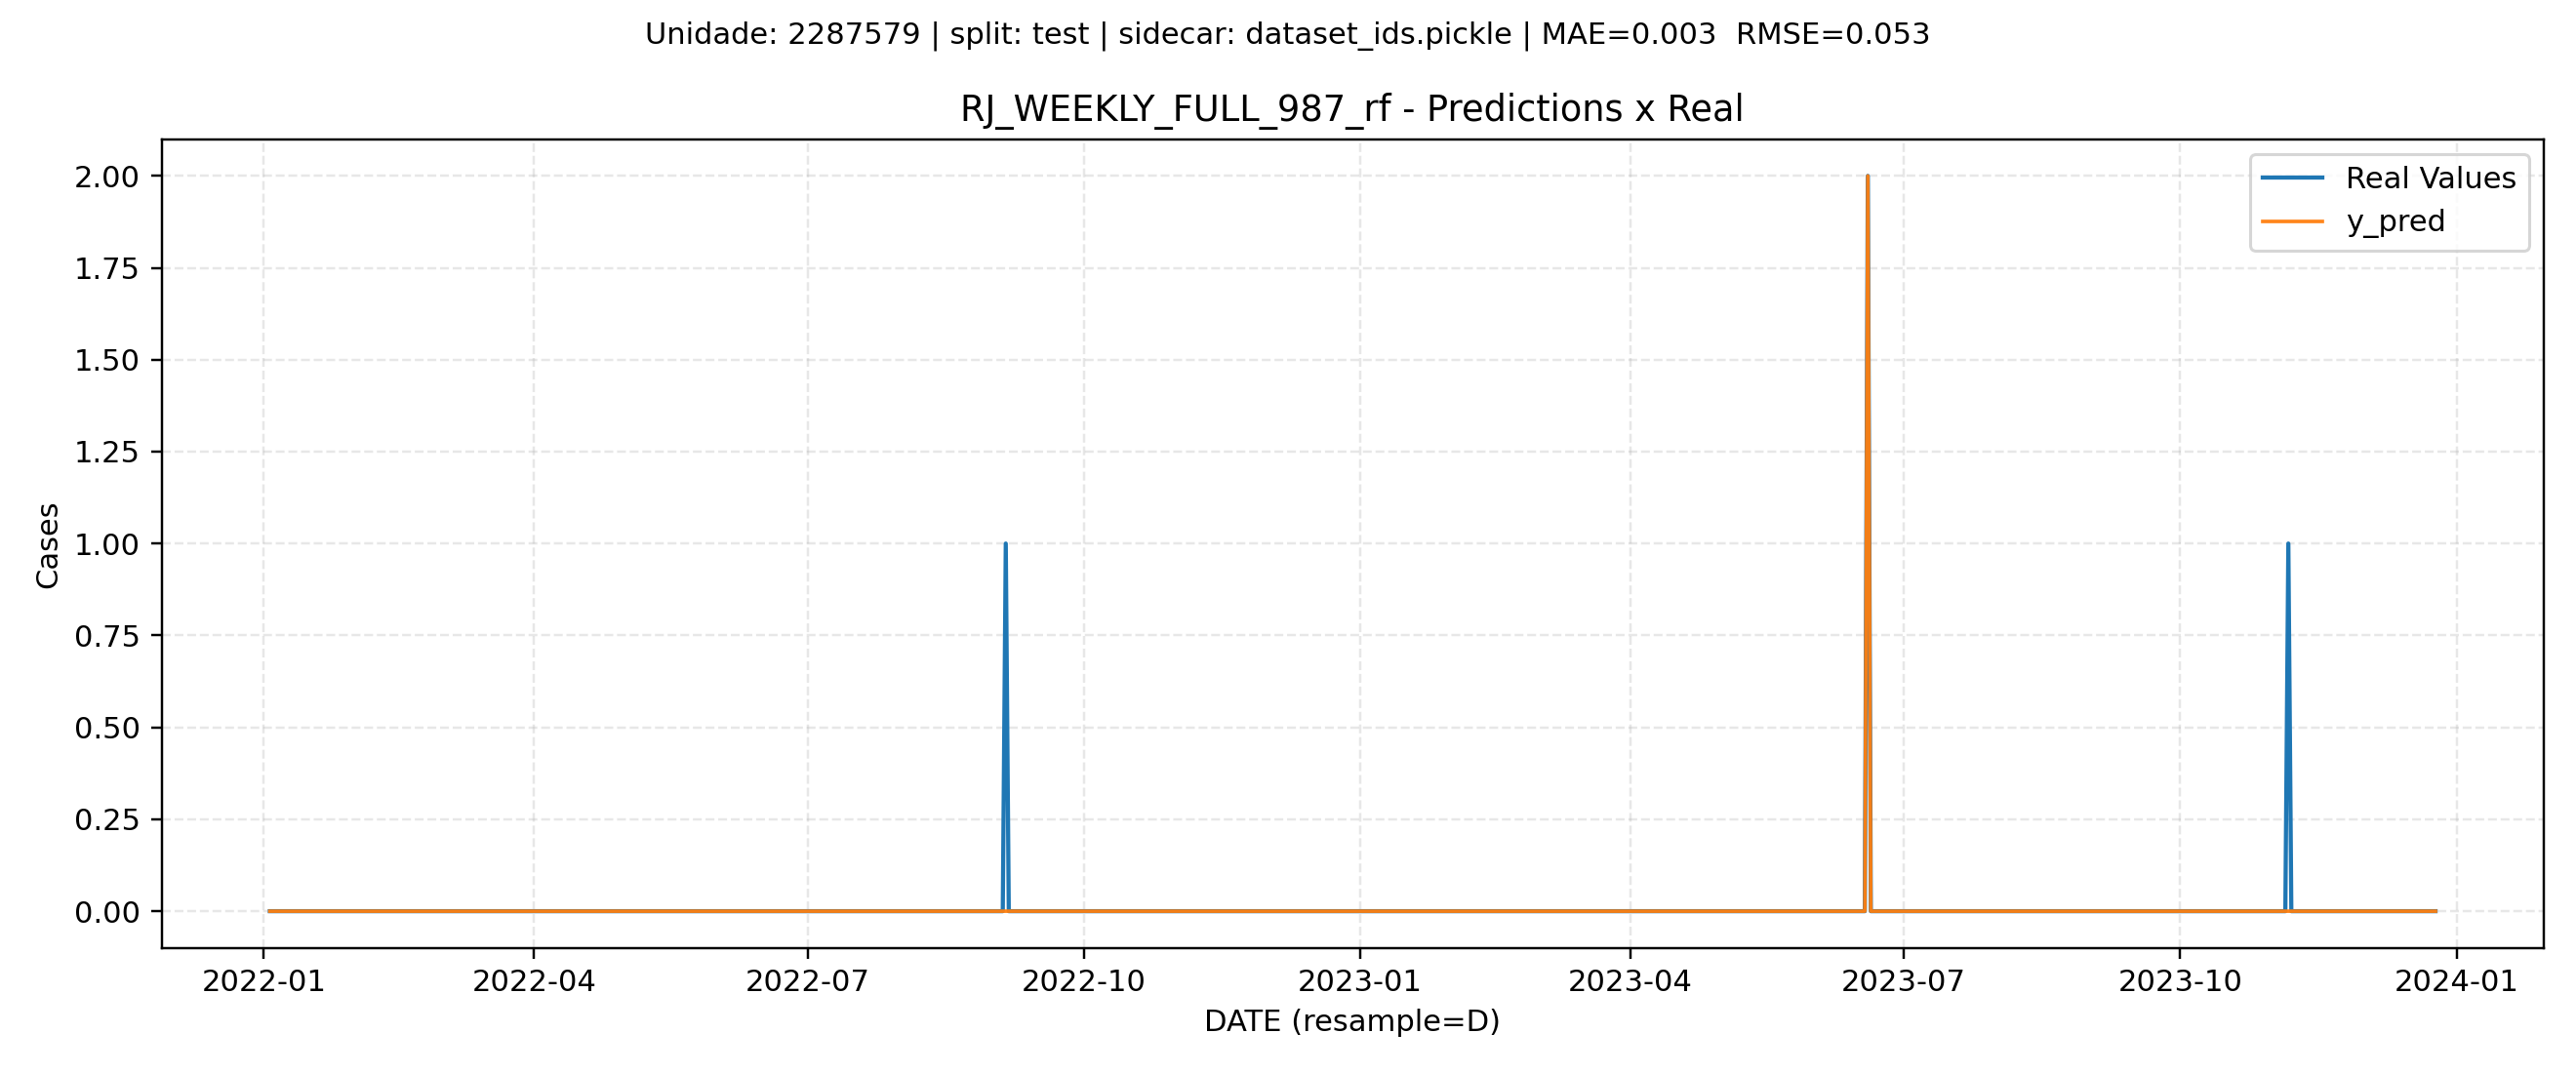 Unidade: 2287579 | split: test | sidecar: dataset_ids.pickle | MAE=0.003  RMSE=0.053
RJ_WEEKLY_FULL_987_rf - Predictions x Real
Real Values
y_pred
Cases
2.00
1.75
1.50
1.25
1.00
0.75
0.50
0.25
0.00
2022-01 2022-04 2022-07 2022-10 2023-01 2023-04 2023-07 2023-10 2024-01
DATE (resample=D)